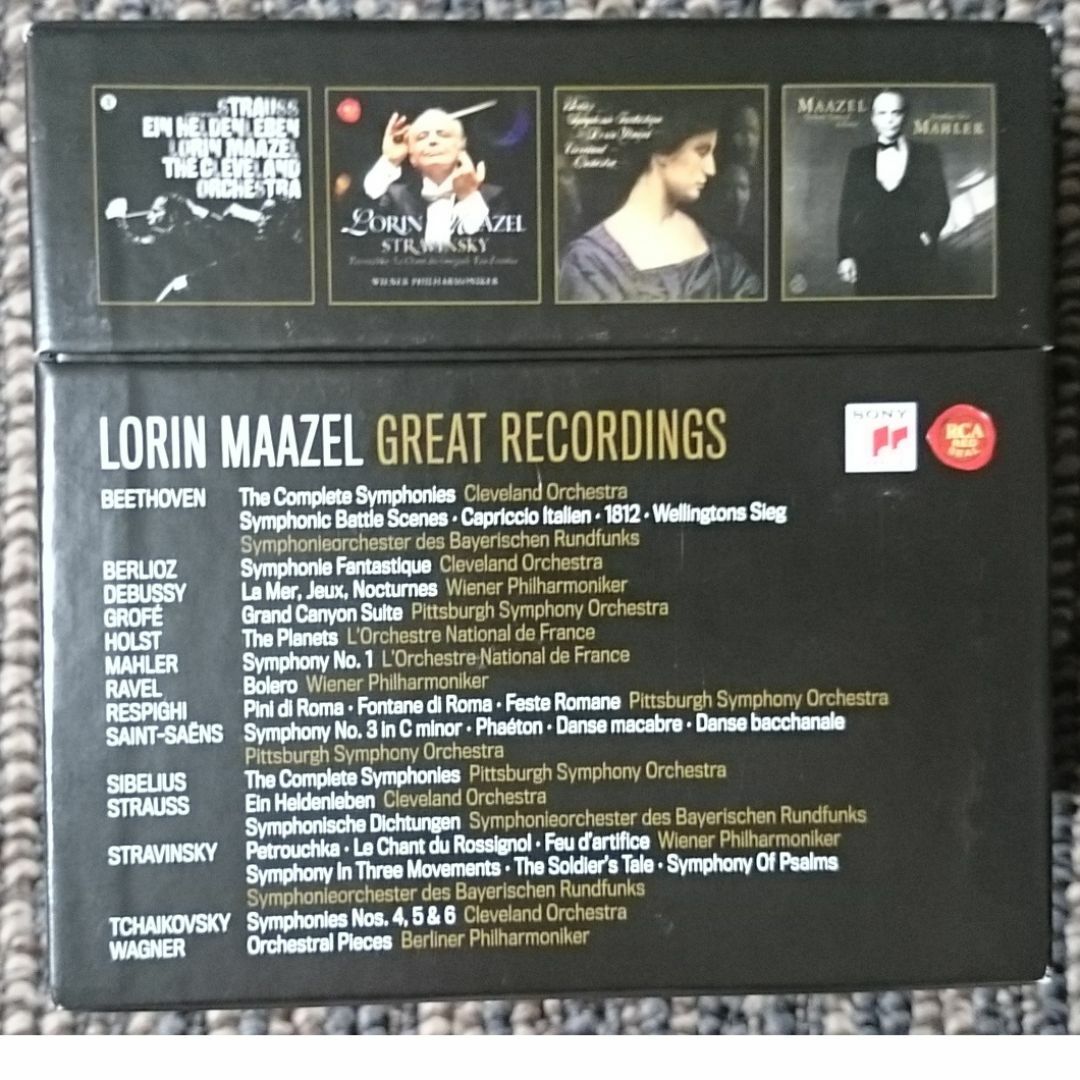 STRAUSS
EIN HELDENLEBEN
LORIN MAAZEL
THE CLEVELAND
ORCHESTRA
LORIN MAAZEL
STRAVINSKY
WIENER PHILHARMONIKER
MAAZEL
MAHLER
LORIN MAAZEL GREAT RECORDINGS
SONY
RCA
RED
SEAL
BEETHOVEN The Complete Symphonies Cleveland Orchestra
Symphonic Battle Scenes · Capriccio Italien · 1812 · Wellingtons Sieg
Symphonieorchester des Bayerischen Rundfunks
BERLIOZ Symphonie Fantastique Cleveland Orchestra
DEBUSSY La Mer, Jeux, Nocturnes Wiener Philharmoniker
GROFÉ Grand Canyon Suite Pittsburgh Symphony Orchestra
HOLST The Planets L'Orchestre National de France
MAHLER Symphony No. 1 L'Orchestre National de France
RAVEL Bolero Wiener Philharmoniker
RESPIGHI Pini di Roma · Fontane di Roma · Feste Romane Pittsburgh Symphony Orchestra
SAINT-SAËNS Symphony No. 3 in C minor · Phaéton · Danse macabre · Danse bacchanale
Pittsburgh Symphony Orchestra
SIBELIUS The Complete Symphonies Pittsburgh Symphony Orchestra
STRAUSS Ein Heldenleben Cleveland Orchestra
Symphonische Dichtungen Symphonieorchester des Bayerischen Rundfunks
STRAVINSKY Petrouchka · Le Chant du Rossignol · Feu d'artifice Wiener Philharmoniker
Symphony In Three Movements · The Soldier's Tale · Symphony Of Psalms
Symphonieorchester des Bayerischen Rundfunks
TCHAIKOVSKY Symphonies Nos. 4, 5 & 6 Cleveland Orchestra
WAGNER Orchestral Pieces Berliner Philharmoniker